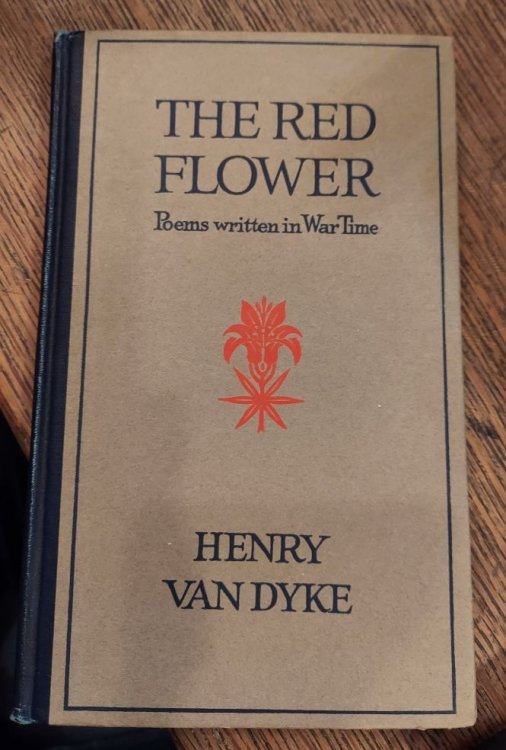 THE RED
FLOWER
Poems written in War Time
HENRY
VAN DYKE